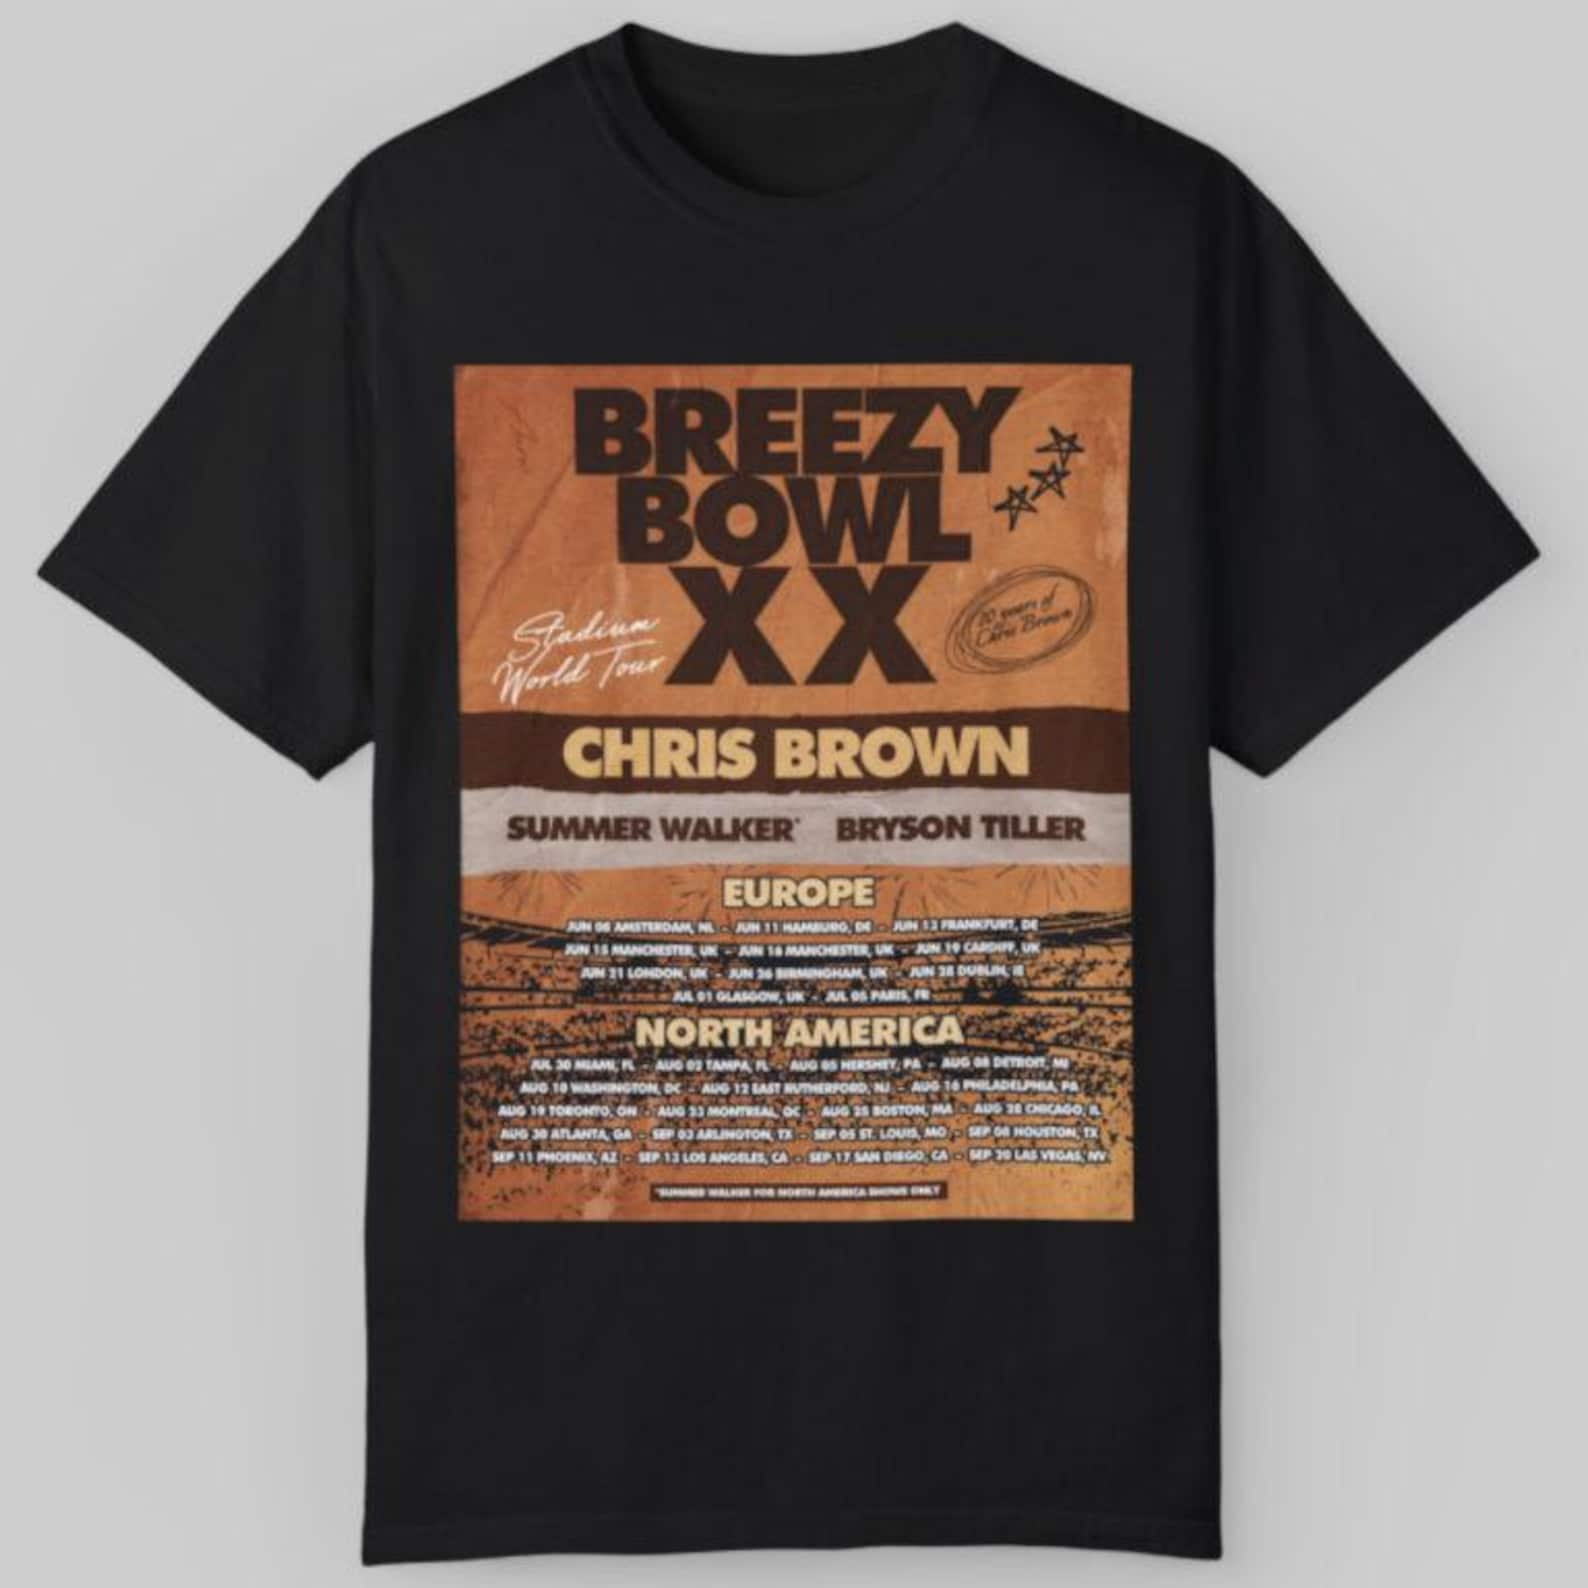 BREEZY
BOWL
XX
Stadium
World Tour
20 years of
Chris Brown
CHRIS BROWN
SUMMER WALKER* BRYSON TILLER
EUROPE
JUN 08 AMSTERDAM, NL - JUN 11 HAMBURG, DE - JUN 13 FRANKFURT, DE
JUN 15 MANCHESTER, UK - JUN 16 MANCHESTER, UK - JUN 19 CARDIFF, UK
JUN 21 LONDON, UK - JUN 26 BIRMINGHAM, UK - JUN 28 DUBLIN, IE
JUL 01 GLASGOW, UK - JUL 05 PARIS, FR
NORTH AMERICA
JUL 30 MIAMI, FL - AUG 02 TAMPA, FL - AUG 05 HERSHEY, PA - AUG 08 DETROIT, MI
AUG 10 WASHINGTON, DC - AUG 12 EAST RUTHERFORD, NJ - AUG 16 PHILADELPHIA, PA
AUG 19 TORONTO, ON - AUG 23 MONTREAL, QC - AUG 25 BOSTON, MA - AUG 28 CHICAGO, IL
AUG 30 ATLANTA, GA - SEP 02 ARLINGTON, TX - SEP 05 ST. LOUIS, MO - SEP 08 HOUSTON, TX
SEP 11 PHOENIX, AZ - SEP 13 LOS ANGELES, CA - SEP 17 SAN DIEGO, CA - SEP 20 LAS VEGAS, NV
*SUMMER WALKER FOR NORTH AMERICA SHOWS ONLY